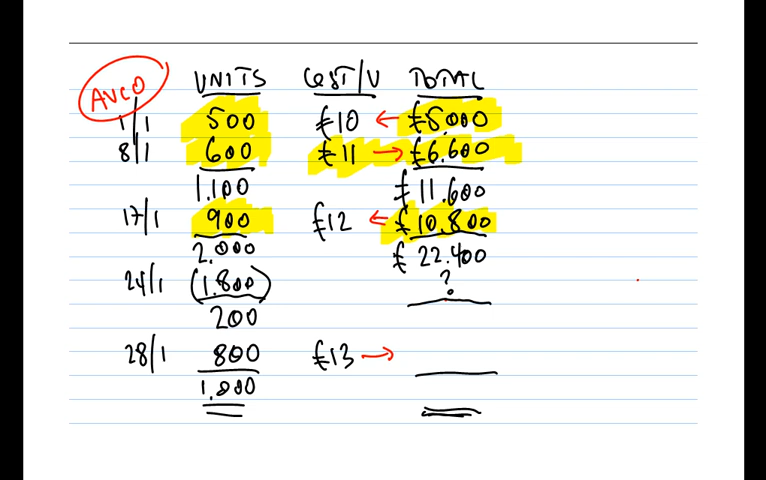 AVCO
UNITS COST/U TOTAL
1/1 500 £10 ← £5.000
8/1 600 £11 → £6.600
1.100 £11.600
17/1 900 £12 ← £10.800
2.000 £22.400
24/1 (1.800) ?
200
28/1 800 £13 →
1.000